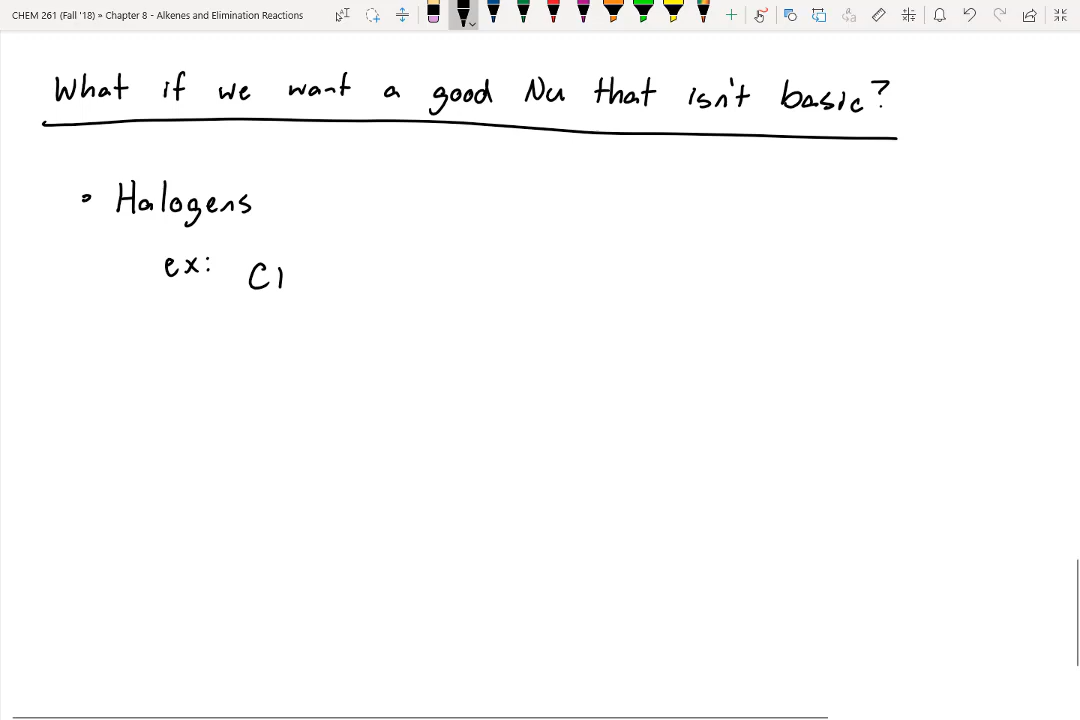 CHEM 261 (Fall '18) » Chapter 8 - Alkenes and Elimination Reactions
What if we want a good Nu that isn't basic?
• Halogens
ex: Cl